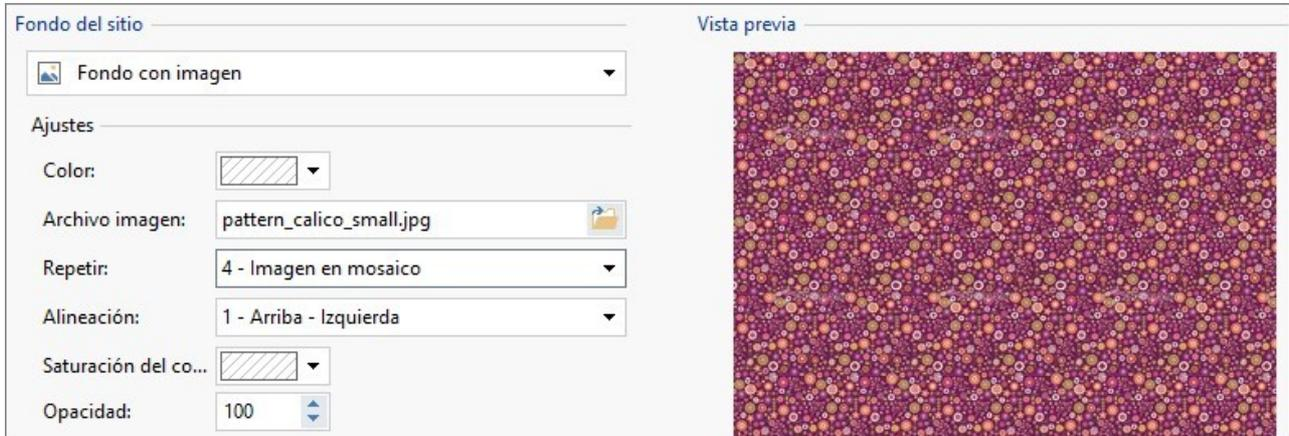 Fondo del sitio
Vista previa
Fondo con imagen
Ajustes
Color:
Archivo imagen: pattern_calico_small.jpg
Repetir: 4 - Imagen en mosaico
Alineación: 1 - Arriba - Izquierda
Saturación del co...
Opacidad: 100